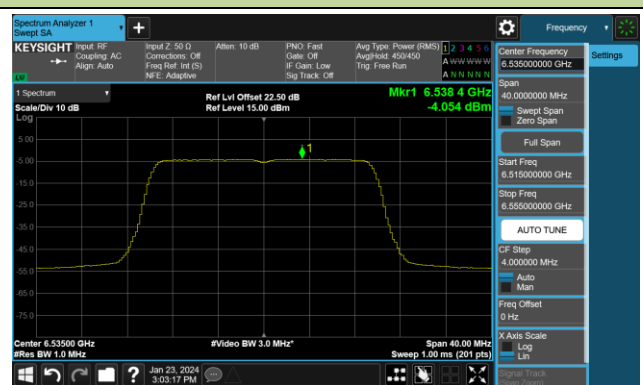 Spectrum Analyzer 1
Swept SA
Frequency
KEYSIGHT
Input: RF
Coupling: AC
Align: Auto
Input Z: 50 Ω
Corrections: Off
Freq Ref: Int (S)
NFE: Adaptive
Atten: 10 dB
PNO: Fast
Gate: Off
IF Gain: Low
Sig Track: Off
Avg Type: Power (RMS)
Avg|Hold: 450/450
Trig: Free Run
1 2 3 4 5 6
A W W W W W
A N N N N N
LW
1 Spectrum
Scale/Div 10 dB
Log
Ref Lvl Offset 22.50 dB
Ref Level 15.00 dBm
Mkr1 6.538 4 GHz
-4.054 dBm
5.00
-5.00
-15.0
-25.0
-35.0
-45.0
-55.0
-65.0
-75.0
1
Center 6.53500 GHz
#Res BW 1.0 MHz
#Video BW 3.0 MHz*
Span 40.00 MHz
Sweep 1.00 ms (201 pts)
Center Frequency
6.535000000 GHz
Settings
Span
40.0000000 MHz
Swept Span
Zero Span
Full Span
Start Freq
6.515000000 GHz
Stop Freq
6.555000000 GHz
AUTO TUNE
CF Step
4.000000 MHz
Auto
Man
Freq Offset
0 Hz
X Axis Scale
Log
Lin
Signal Track
(Span Zoom)
Jan 23, 2024
3:03:17 PM